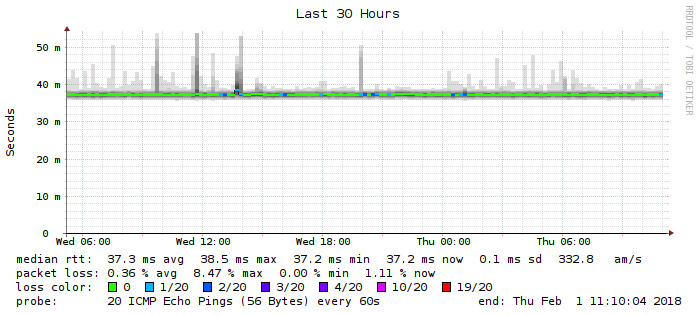 Last 30 Hours
RRDTOOL / TOBI OETIKER
Seconds
50 m
40 m
30 m
20 m
10 m
0
Wed 06:00 Wed 12:00 Wed 18:00 Thu 00:00 Thu 06:00
median rtt: 37.3 ms avg 38.5 ms max 37.2 ms min 37.2 ms now 0.1 ms sd 332.8 am/s
packet loss: 0.36 % avg 8.47 % max 0.00 % min 1.11 % now
loss color: 0 1/20 2/20 3/20 4/20 10/20 19/20
probe: 20 ICMP Echo Pings (56 Bytes) every 60s end: Thu Feb 1 11:10:04 2018